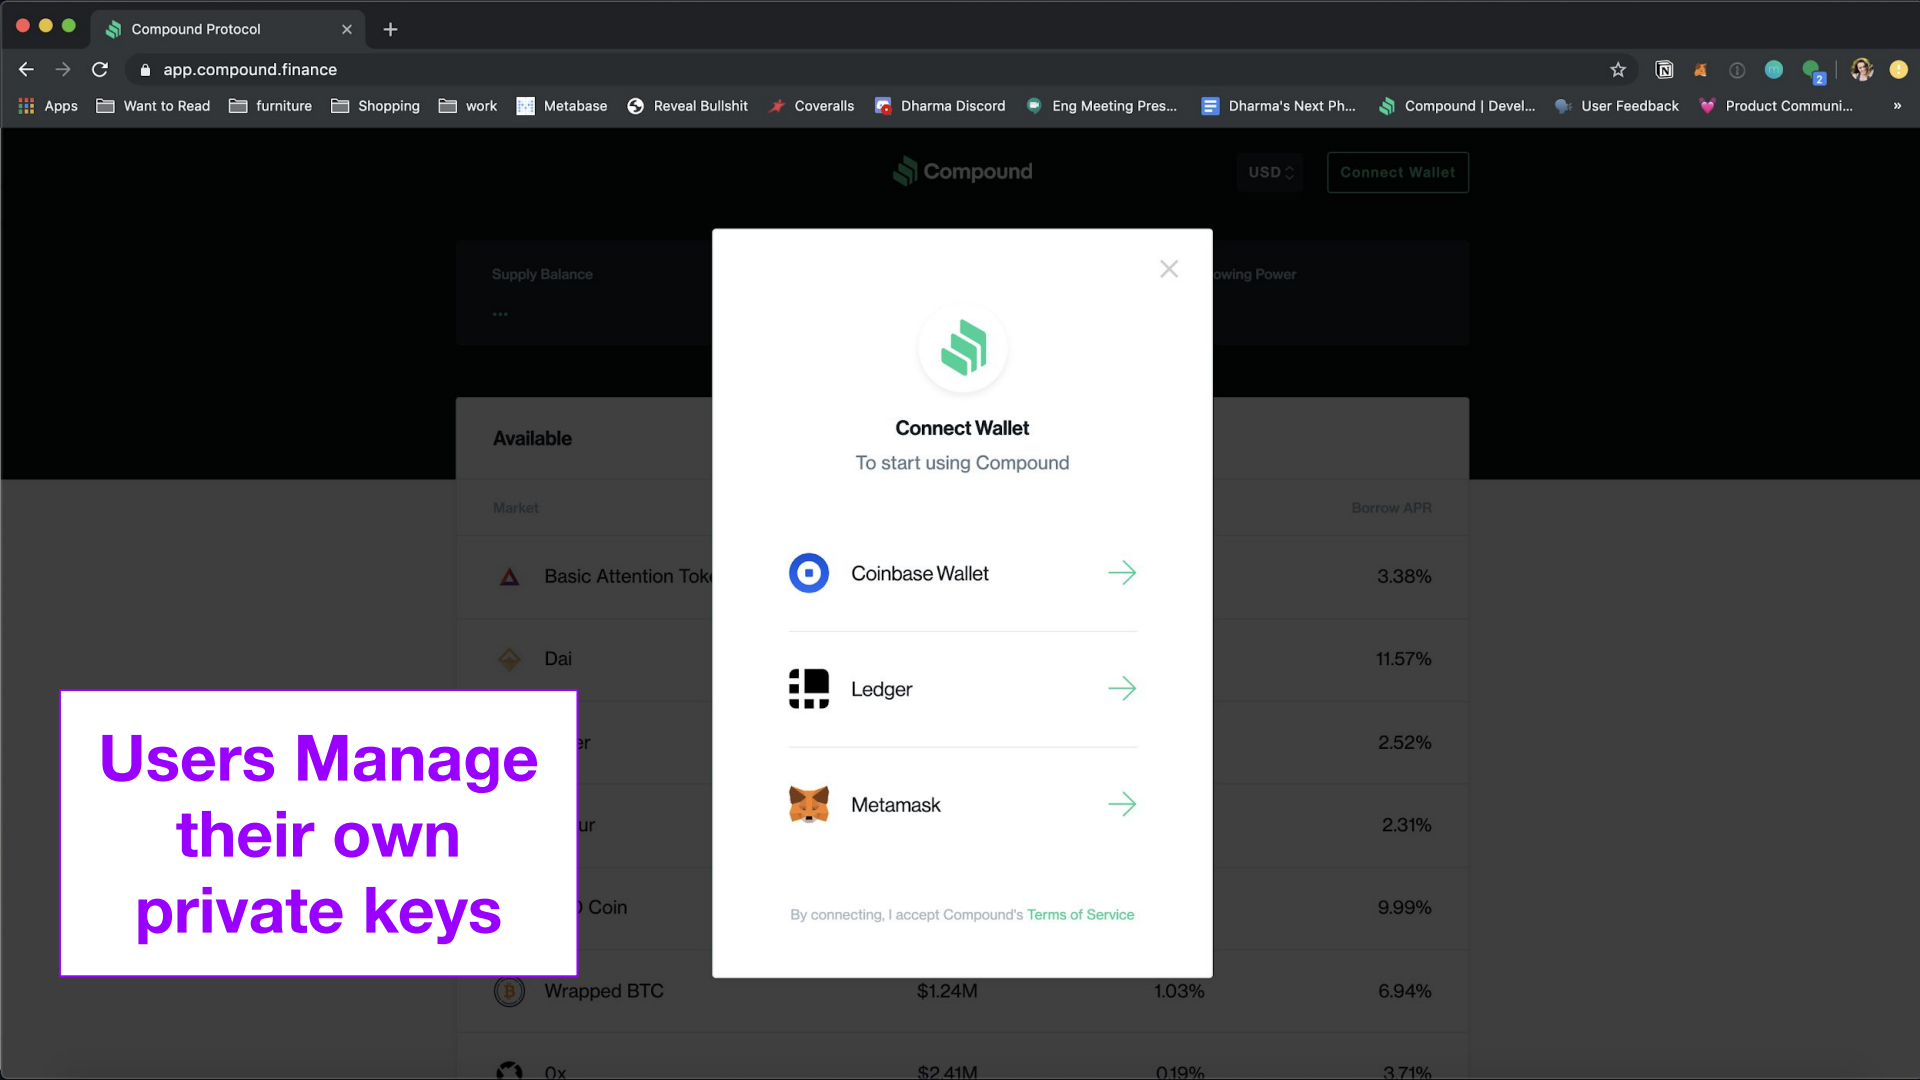 Compound Protocol
app.compound.finance
2
Apps Want to Read furniture Shopping work Metabase Reveal Bullshit Coveralls Dharma Discord Eng Meeting Pres... Dharma's Next Ph... Compound | Devel... User Feedback Product Communi... »
Compound
USD
Connect Wallet
Supply Balance
owing Power
...
Connect Wallet
To start using Compound
Available
Market
Borrow APR
Coinbase Wallet
Basic Attention Toke
3.38%
Dai
11.57%
Ledger
er
2.52%
Metamask
ur
2.31%
Coin
9.99%
By connecting, I accept Compound's Terms of Service
Users Manage
their own
private keys
Wrapped BTC
$1.24M
1.03%
6.94%
0x
$2.41M
0.19%
3.71%